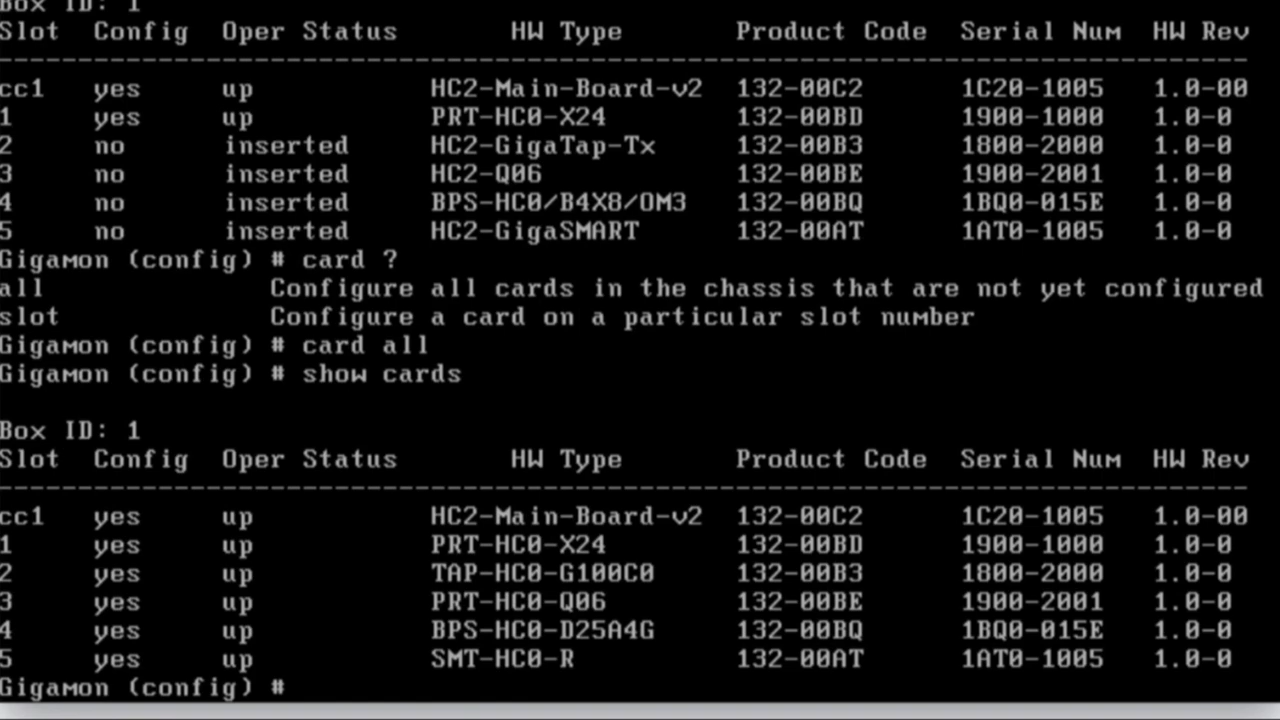 Box ID: 1
Slot Config Oper Status HW Type Product Code Serial Num HW Rev
------------------------------------------------------------------------------
cc1 yes up HC2-Main-Board-v2 132-00C2 1C20-1005 1.0-00
1 yes up PRT-HC0-X24 132-00BD 1900-1000 1.0-0
2 no inserted HC2-GigaTap-Tx 132-00B3 1800-2000 1.0-0
3 no inserted HC2-Q06 132-00BE 1900-2001 1.0-0
4 no inserted BPS-HC0/B4X8/OM3 132-00BQ 1BQ0-015E 1.0-0
5 no inserted HC2-GigaSMART 132-00AT 1AT0-1005 1.0-0
Gigamon (config) # card ?
all Configure all cards in the chassis that are not yet configured
slot Configure a card on a particular slot number
Gigamon (config) # card all
Gigamon (config) # show cards
Box ID: 1
Slot Config Oper Status HW Type Product Code Serial Num HW Rev
------------------------------------------------------------------------------
cc1 yes up HC2-Main-Board-v2 132-00C2 1C20-1005 1.0-00
1 yes up PRT-HC0-X24 132-00BD 1900-1000 1.0-0
2 yes up TAP-HC0-G100C0 132-00B3 1800-2000 1.0-0
3 yes up PRT-HC0-Q06 132-00BE 1900-2001 1.0-0
4 yes up BPS-HC0-D25A4G 132-00BQ 1BQ0-015E 1.0-0
5 yes up SMT-HC0-R 132-00AT 1AT0-1005 1.0-0
Gigamon (config) #